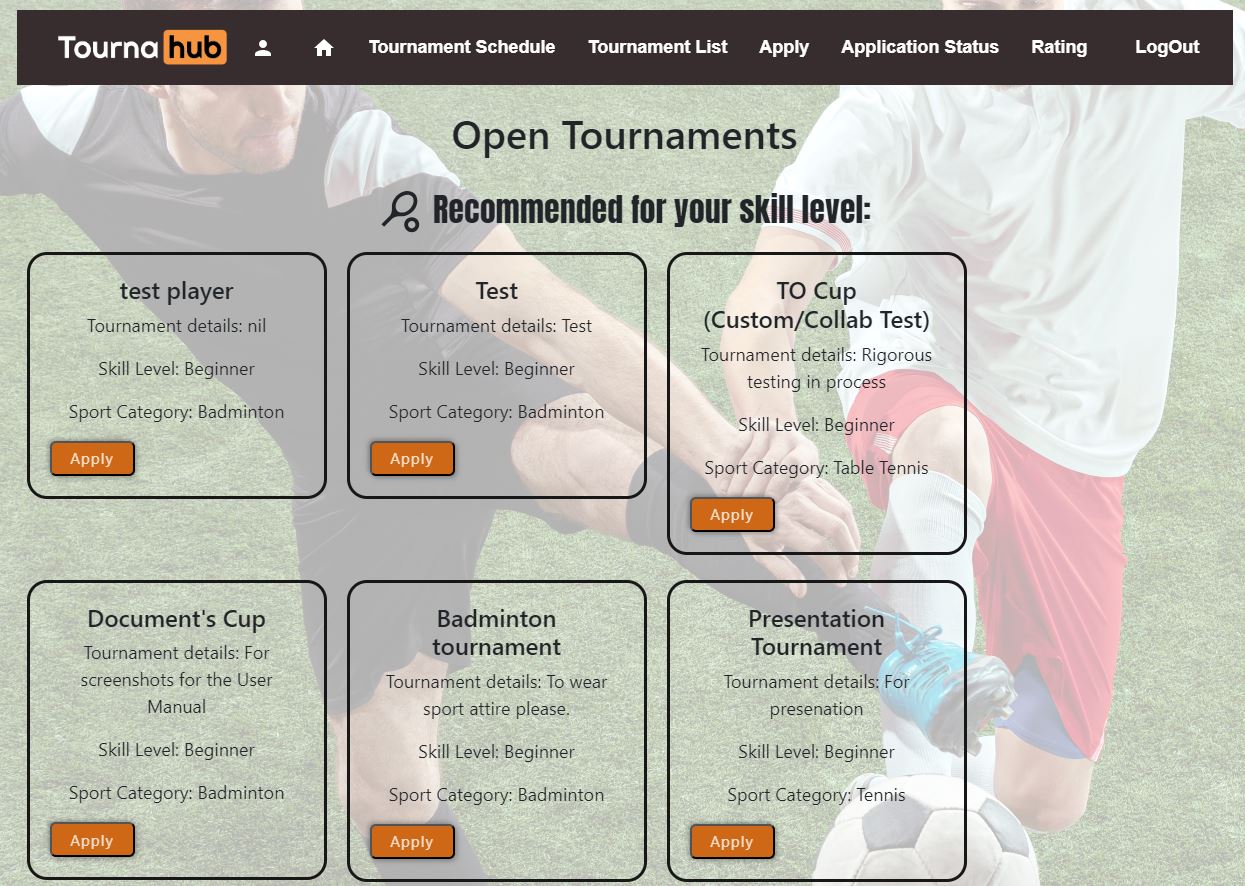 Tourna hub Tournament Schedule Tournament List Apply Application Status Rating LogOut
Open Tournaments
Recommended for your skill level:
test player
Tournament details: nil
Skill Level: Beginner
Sport Category: Badminton
Apply
Test
Tournament details: Test
Skill Level: Beginner
Sport Category: Badminton
Apply
TO Cup
(Custom/Collab Test)
Tournament details: Rigorous
testing in process
Skill Level: Beginner
Sport Category: Table Tennis
Apply
Document's Cup
Tournament details: For
screenshots for the User
Manual
Skill Level: Beginner
Sport Category: Badminton
Apply
Badminton
tournament
Tournament details: To wear
sport attire please.
Skill Level: Beginner
Sport Category: Badminton
Apply
Presentation
Tournament
Tournament details: For
presenation
Skill Level: Beginner
Sport Category: Tennis
Apply